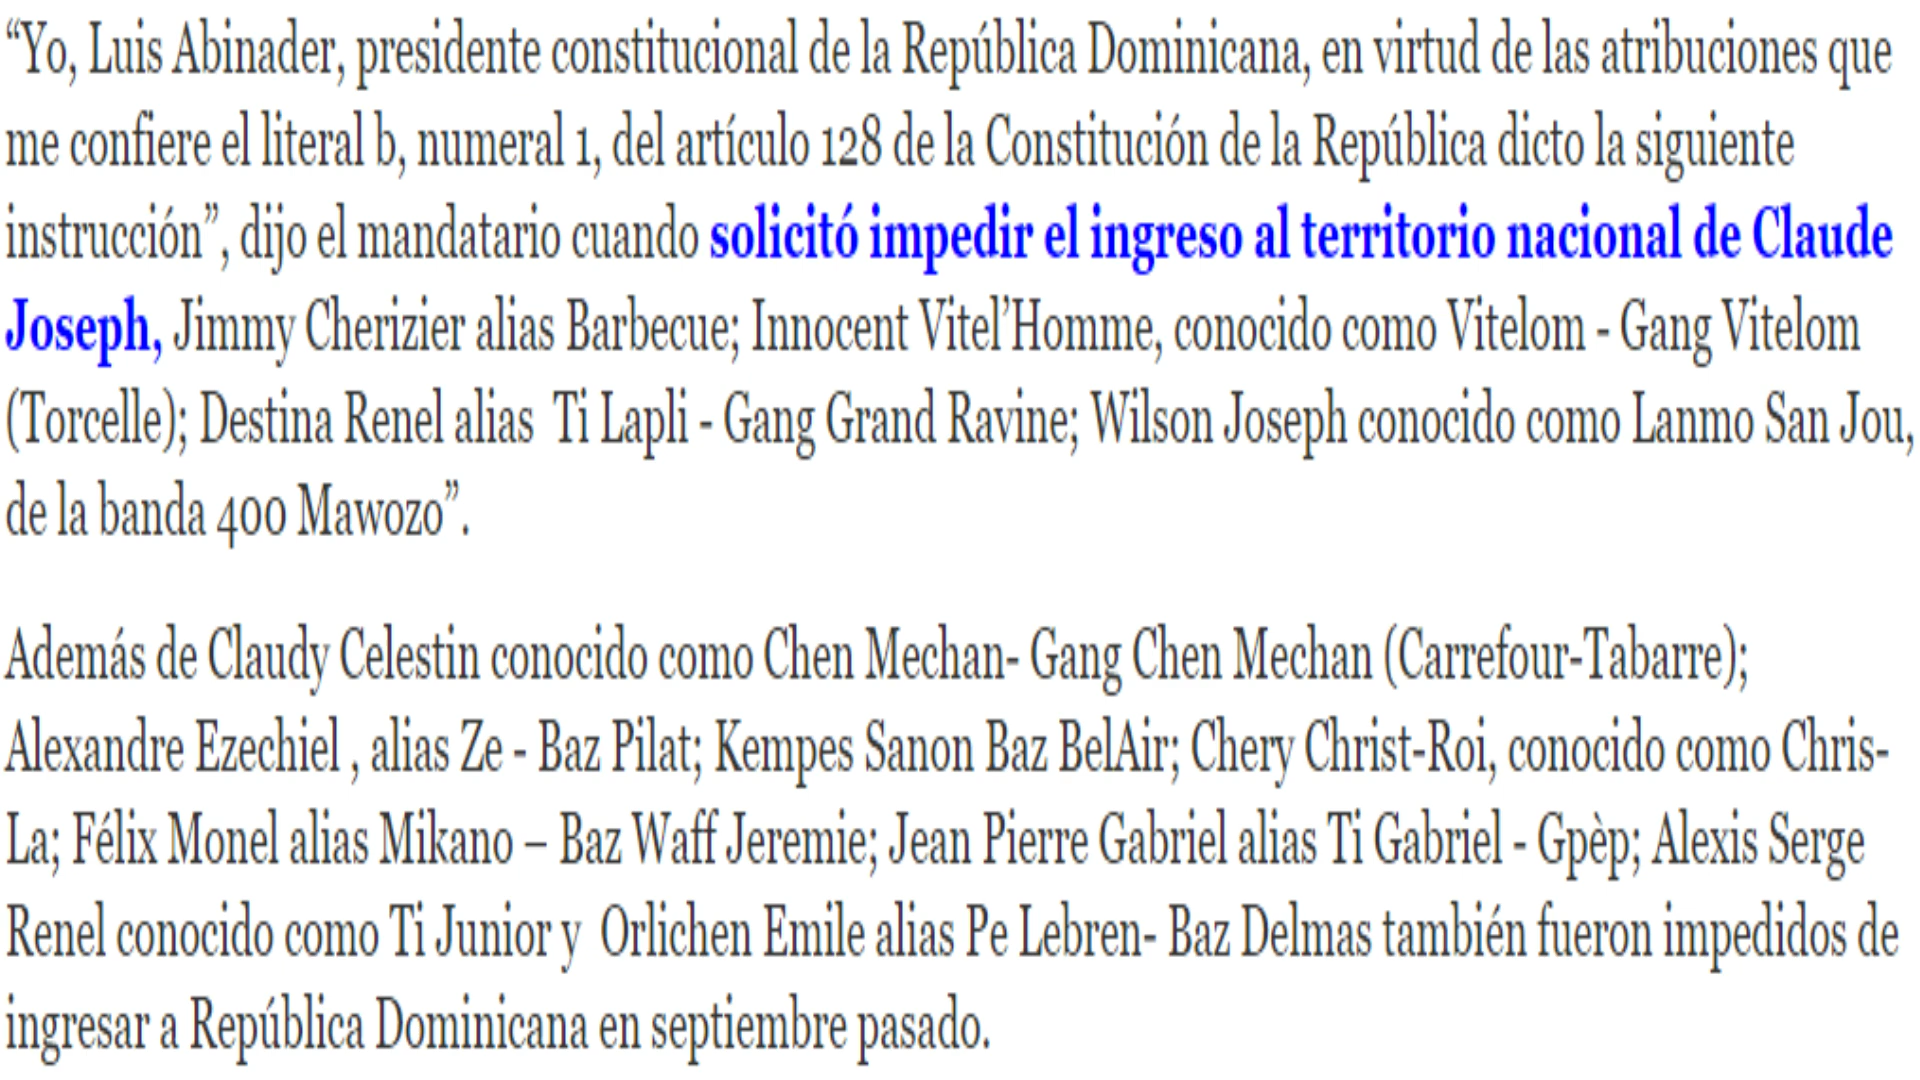 “Yo, Luis Abinader, presidente constitucional de la República Dominicana, en virtud de las atribuciones que
me confiere el literal b, numeral 1, del artículo 128 de la Constitución de la República dicto la siguiente
instrucción”, dijo el mandatario cuando solicitó impedir el ingreso al territorio nacional de Claude
Joseph, Jimmy Cherizier alias Barbecue; Innocent Vitel’Homme, conocido como Vitelom - Gang Vitelom
(Torcelle); Destina Renel alias  Ti Lapli - Gang Grand Ravine; Wilson Joseph conocido como Lanmo San Jou,
de la banda 400 Mawozo”.
Además de Claudy Celestin conocido como Chen Mechan- Gang Chen Mechan (Carrefour-Tabarre);
Alexandre Ezechiel , alias Ze - Baz Pilat; Kempes Sanon Baz BelAir; Chery Christ-Roi, conocido como Chris-
La; Félix Monel alias Mikano – Baz Waff Jeremie; Jean Pierre Gabriel alias Ti Gabriel - Gpèp; Alexis Serge
Renel conocido como Ti Junior y  Orlichen Emile alias Pe Lebren- Baz Delmas también fueron impedidos de
ingresar a República Dominicana en septiembre pasado.